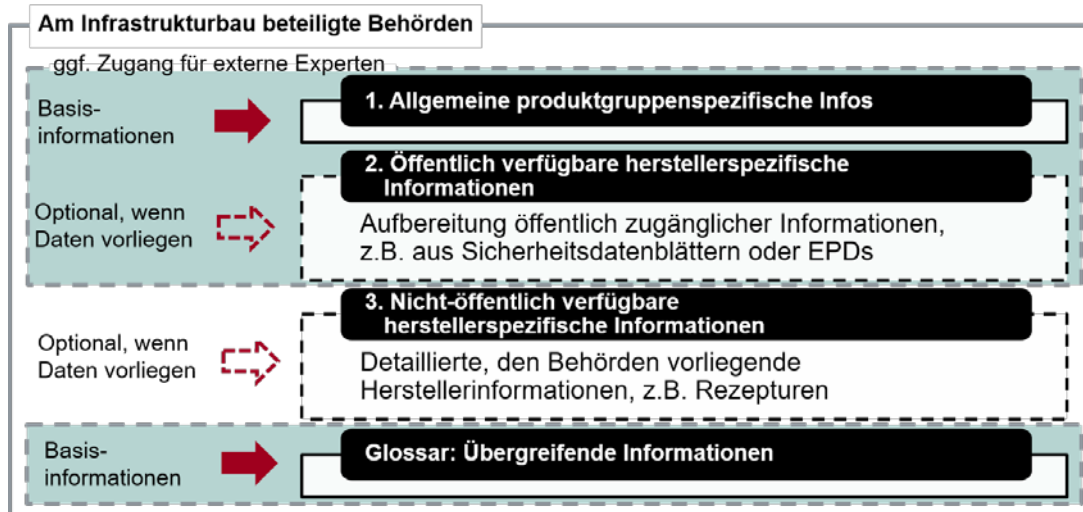 Am Infrastrukturbau beteiligte Behörden
ggf. Zugang für externe Experten
Basis-
informationen
1. Allgemeine produktgruppenspezifische Infos
2. Öffentlich verfügbare herstellerspezifische
Informationen
Optional, wenn
Daten vorliegen
Aufbereitung öffentlich zugänglicher Informationen,
z.B. aus Sicherheitsdatenblättern oder EPDs
3. Nicht-öffentlich verfügbare
herstellerspezifische Informationen
Optional, wenn
Daten vorliegen
Detaillierte, den Behörden vorliegende
Herstellerinformationen, z.B. Rezepturen
Basis-
informationen
Glossar: Übergreifende Informationen